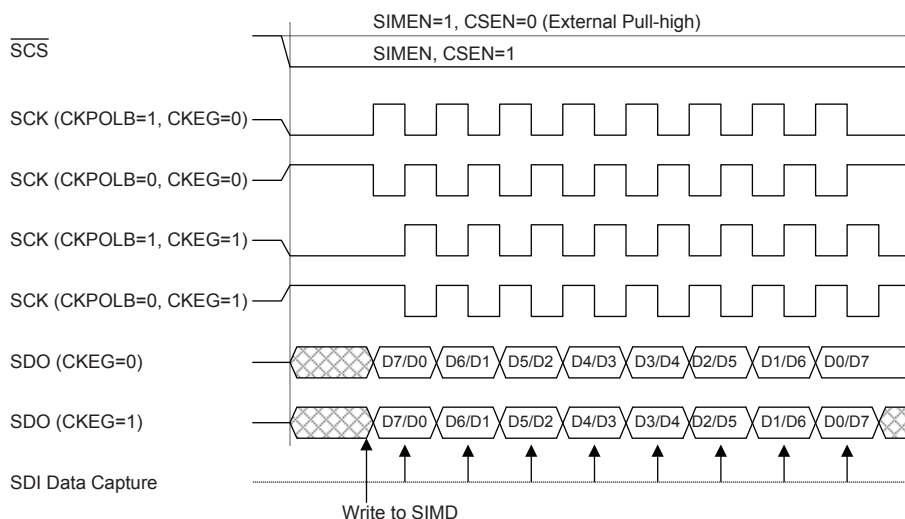 SIMEN=1, CSEN=0 (External Pull-high)
SCS
SIMEN, CSEN=1
SCK (CKPOLB=1, CKEG=0)
SCK (CKPOLB=0, CKEG=0)
SCK (CKPOLB=1, CKEG=1)
SCK (CKPOLB=0, CKEG=1)
SDO (CKEG=0) D7/D0 D6/D1 D5/D2 D4/D3 D3/D4 D2/D5 D1/D6 D0/D7
SDO (CKEG=1) D7/D0 D6/D1 D5/D2 D4/D3 D3/D4 D2/D5 D1/D6 D0/D7
SDI Data Capture
Write to SIMD